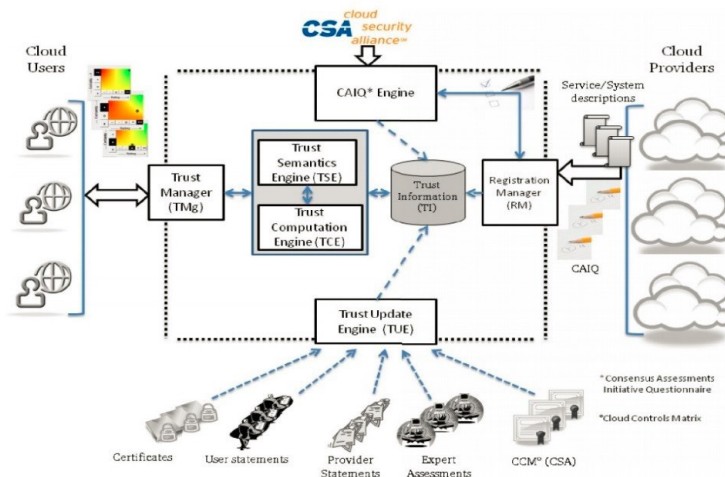 CSA cloud
security
alliance
Cloud
Users
Cloud
Providers
CAIQ* Engine
Service/System
descriptions
Trust
Semantics
Engine (TSE)
Trust
Manager
(TMg)
Trust
Information
(TI)
Registration
Manager
(RM)
Trust
Computation
Engine (TCE)
CAIQ
Trust Update
Engine (TUE)
*Consensus Assessments
Initiative Questionnaire
°Cloud Controls Matrix
Certificates
User statements
Provider
Statements
Expert
Assessments
CCM° (CSA)